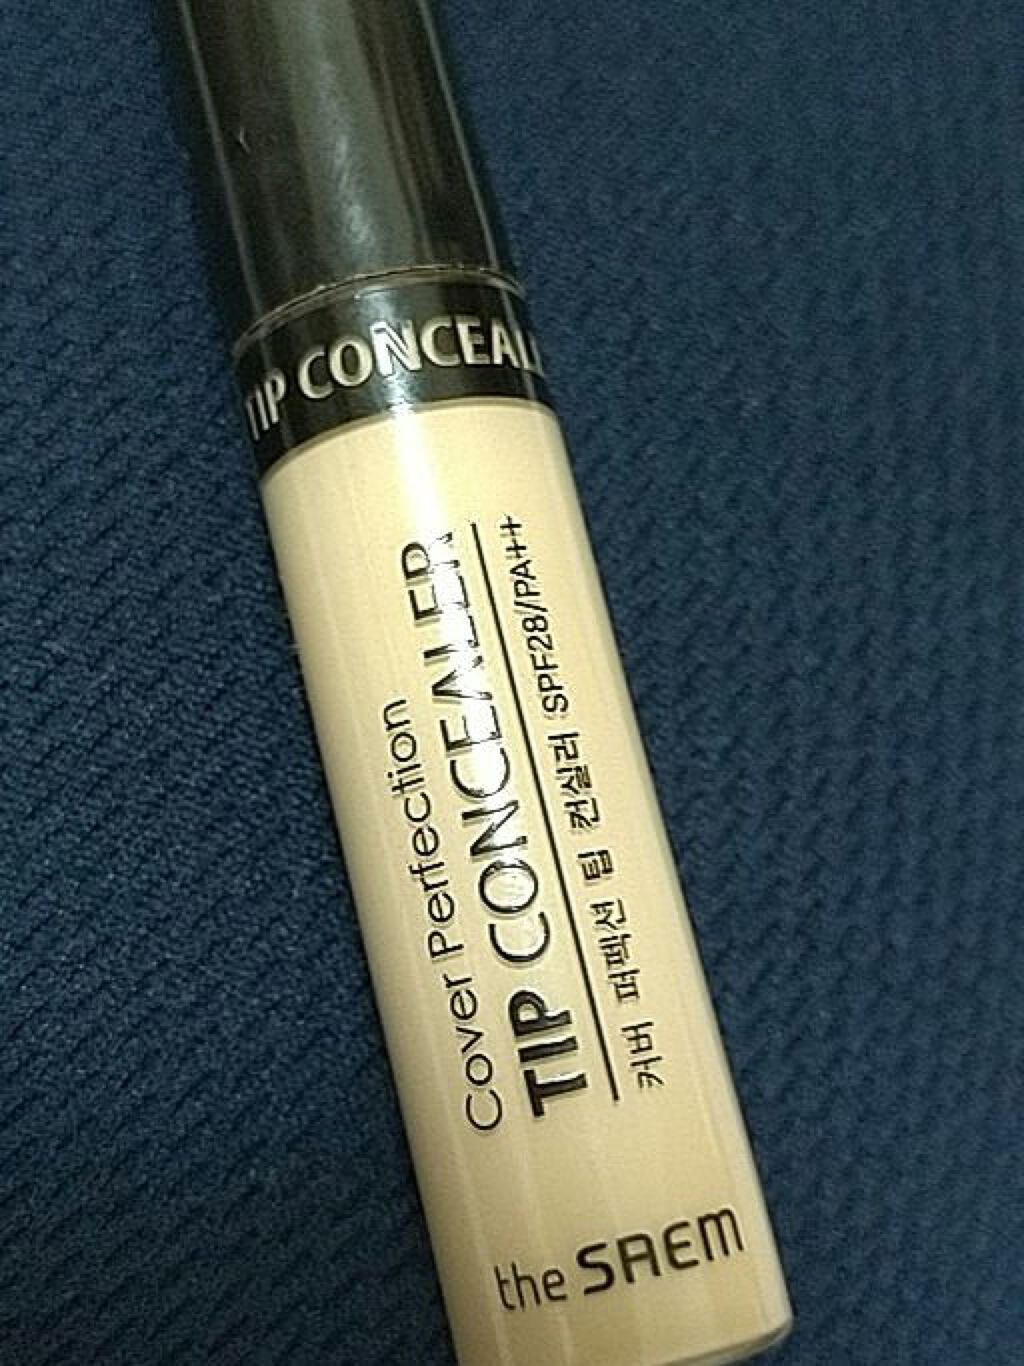 TIP CONCEAL
Cover Perfection
TIP CONCEALER
커버 퍼펙션 팁 컨실러 SPF28/PA++
the SAEM